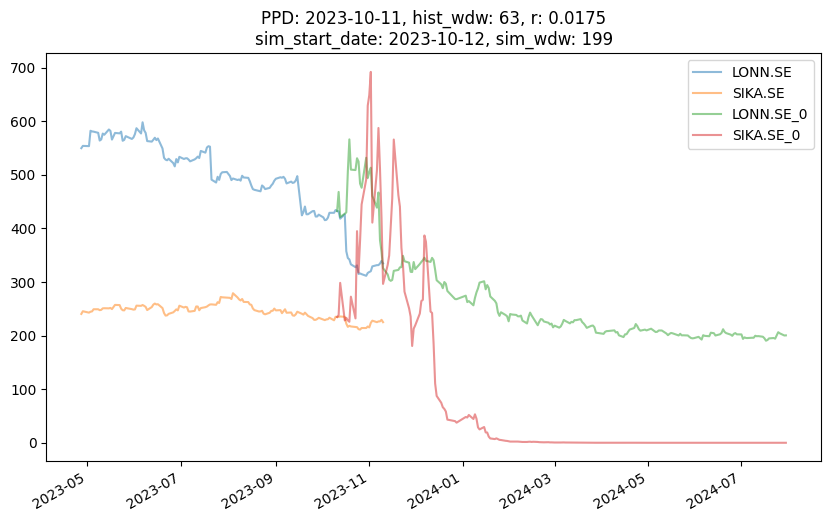 PPD: 2023-10-11, hist_wdw: 63, r: 0.0175
sim_start_date: 2023-10-12, sim_wdw: 199
LONN.SE
SIKA.SE
LONN.SE_0
SIKA.SE_0
700
600
500
400
300
200
100
0
2023-05
2023-07
2023-09
2023-11
2024-01
2024-03
2024-05
2024-07